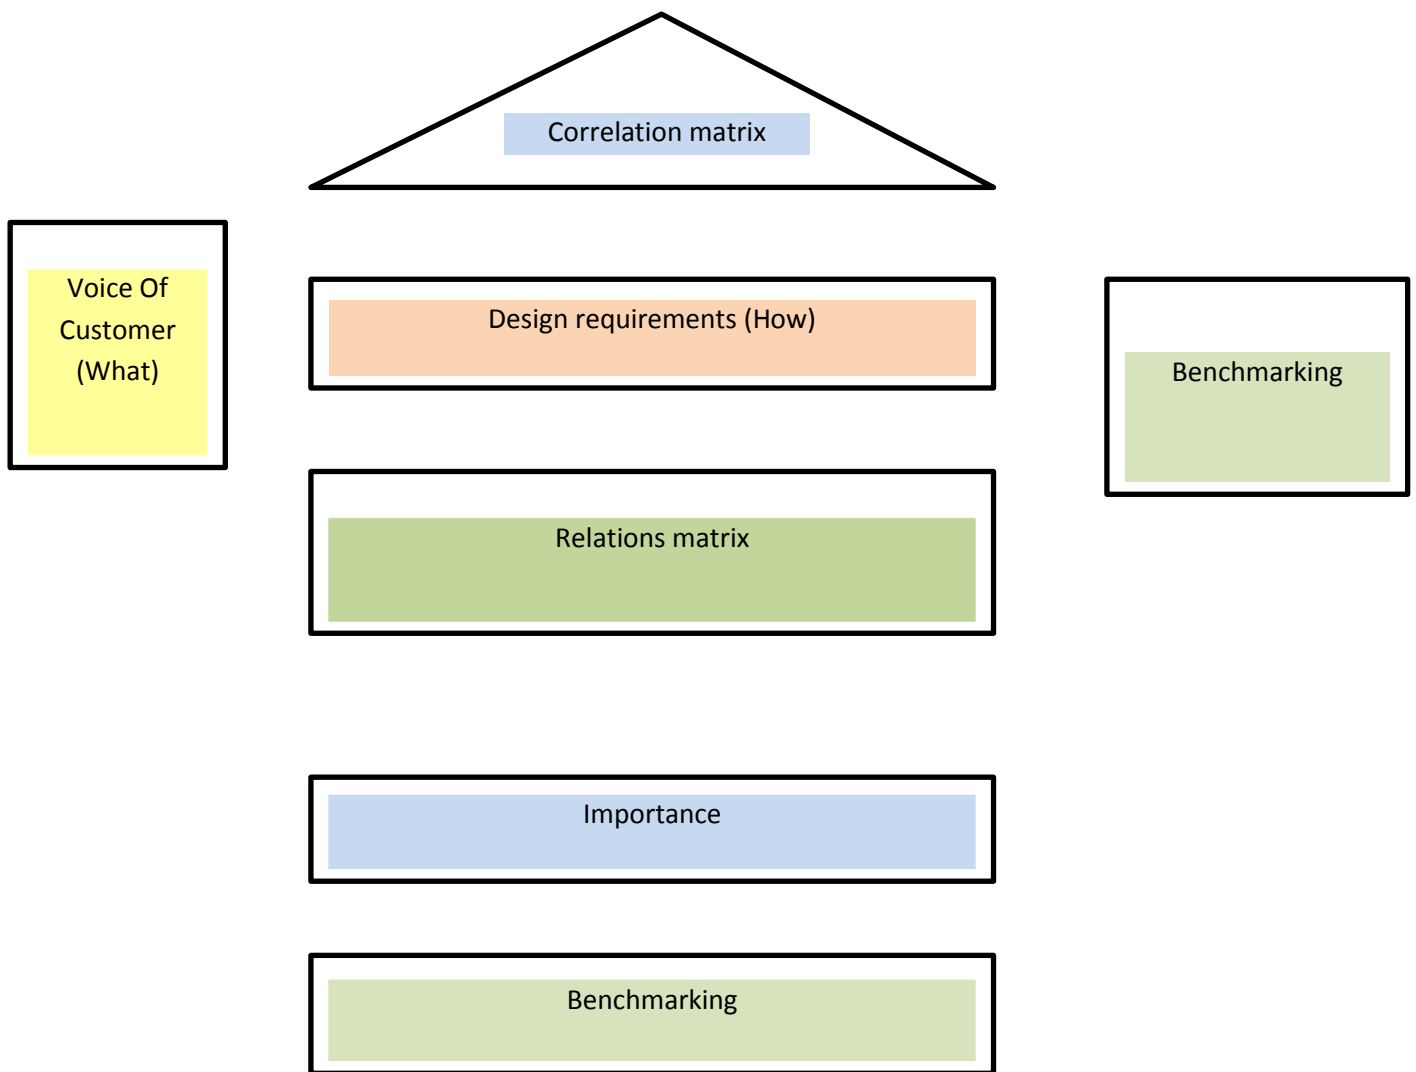 Correlation matrix
Voice Of
Customer
(What)
Design requirements (How)
Benchmarking
Relations matrix
Importance
Benchmarking